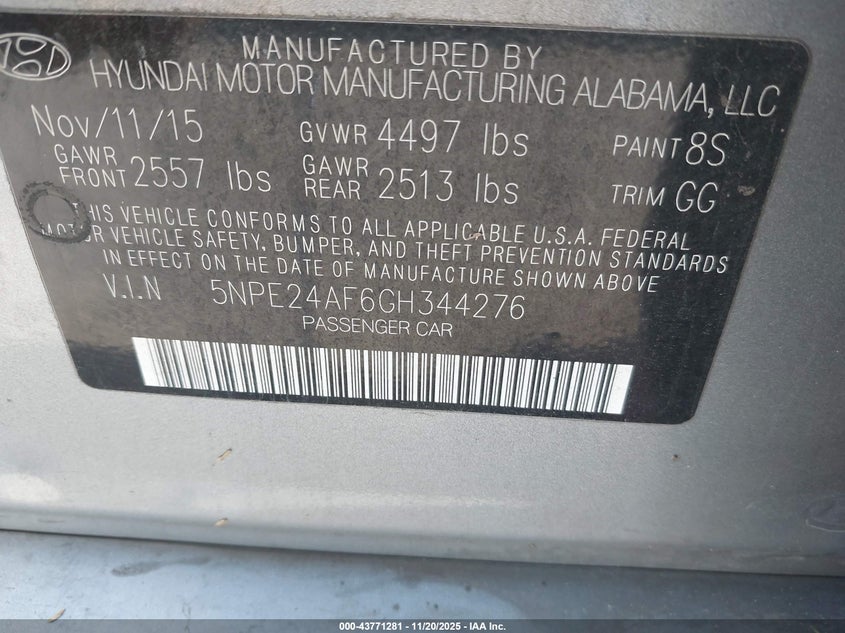 MANUFACTURED BY
HYUNDAI MOTOR MANUFACTURING ALABAMA, LLC
Nov/11/15 GVWR 4497 lbs PAINT 8S
GAWR FRONT 2557 lbs GAWR REAR 2513 lbs TRIM GG
THIS VEHICLE CONFORMS TO ALL APPLICABLE U.S.A. FEDERAL
MOTOR VEHICLE SAFETY, BUMPER, AND THEFT PREVENTION STANDARDS
IN EFFECT ON THE DATE OF MANUFACTURE SHOWN ABOVE
V.I.N 5NPE24AF6GH344276
PASSENGER CAR
000-43771281 - 11/20/2025 - IAA Inc.